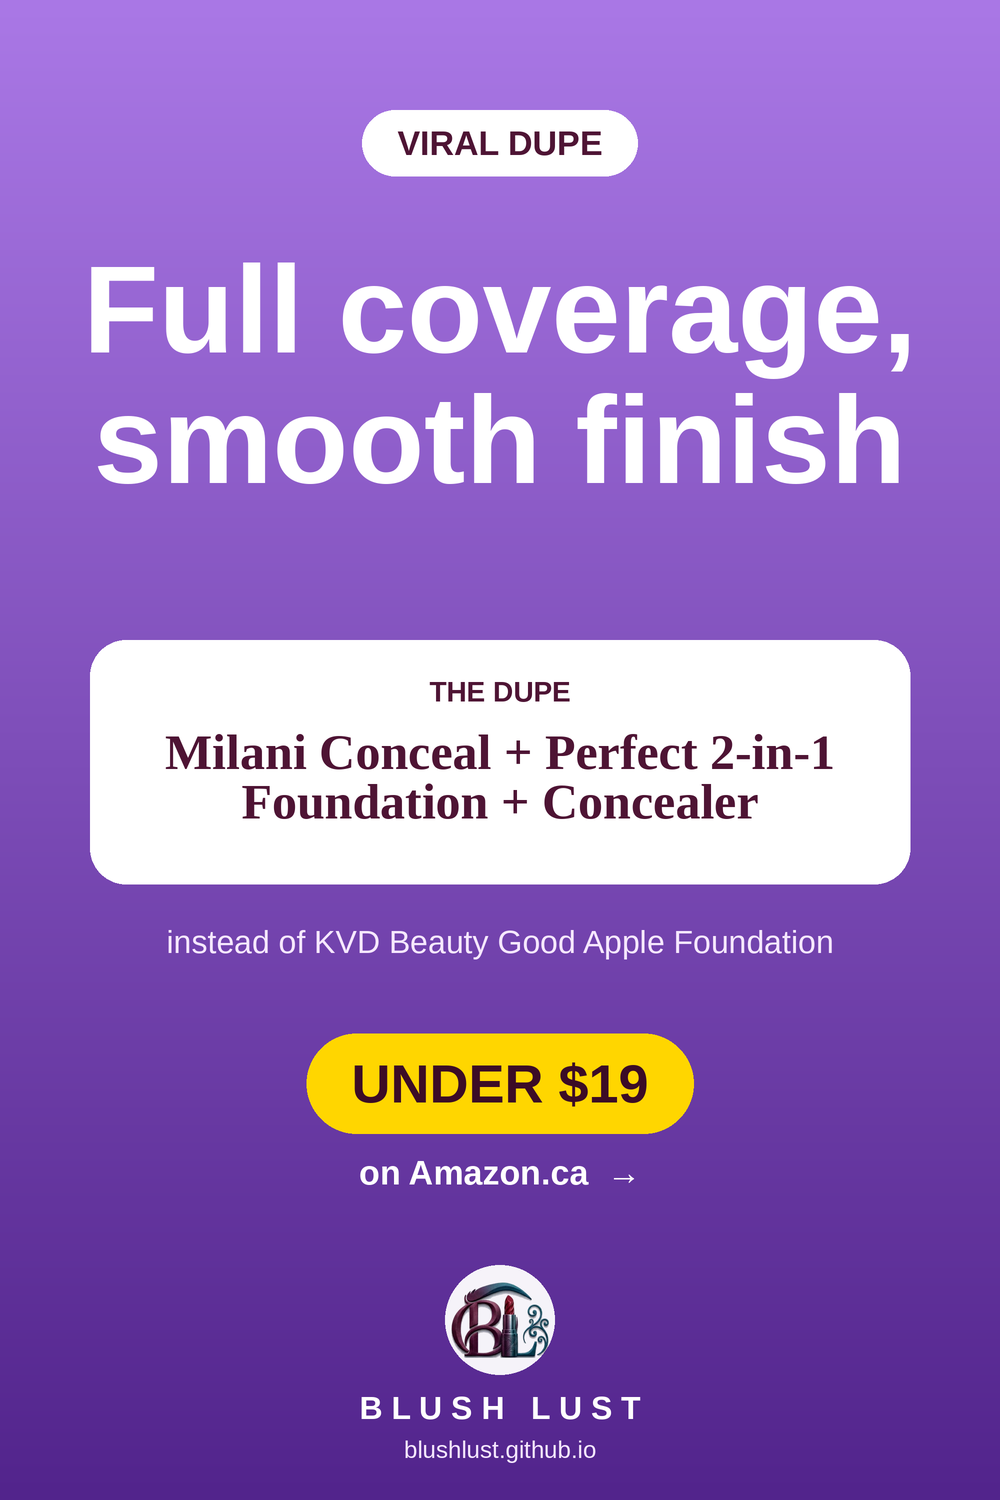 VIRAL DUPE
Full coverage,
smooth finish
THE DUPE
Milani Conceal + Perfect 2-in-1
Foundation + Concealer
instead of KVD Beauty Good Apple Foundation
UNDER $19
on Amazon.ca →
BL
BLUSH LUST
blushlust.github.io